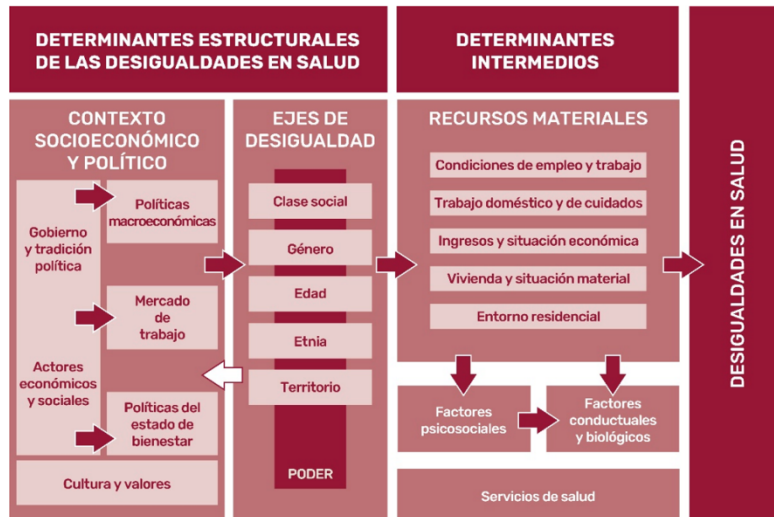 DETERMINANTES ESTRUCTURALES
DE LAS DESIGUALDADES EN SALUD
DETERMINANTES
INTERMEDIOS
CONTEXTO
SOCIOECONÓMICO
Y POLÍTICO
Gobierno
y tradición
política
Actores
económicos
y sociales
Políticas
macroeconómicas
Mercado
de
trabajo
Políticas del
estado de
bienestar
Cultura y valores
EJES DE
DESIGUALDAD
Clase social
Género
Edad
Etnia
Territorio
PODER
RECURSOS MATERIALES
Condiciones de empleo y trabajo
Trabajo doméstico y de cuidados
Ingresos y situación económica
Vivienda y situación material
Entorno residencial
Factores
psicosociales
Factores
conductuales
y biológicos
Servicios de salud
DESIGUALDADES EN SALUD